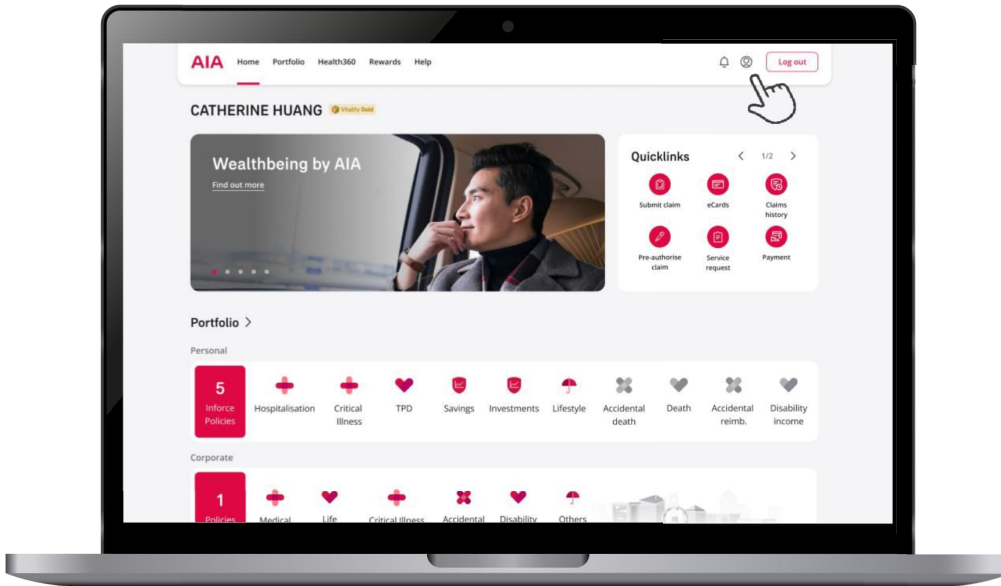 AIA Home Portfolio Health360 Rewards Help Log out
CATHERINE HUANG Vitality Gold
Wealthbeing by AIA
Find out more
Quicklinks 1/2
Submit claim
eCards
Claims
history
Pre-authorise
claim
Service
request
Payment
Portfolio
Personal
5
Inforce
Policies
Hospitalisation
Critical
Illness
TPD
Savings
Investments
Lifestyle
Accidental
death
Death
Accidental
reimb.
Disability
income
Corporate
1
Policies
Medical
Life
Critical Illness
Accidental
Disability
Others